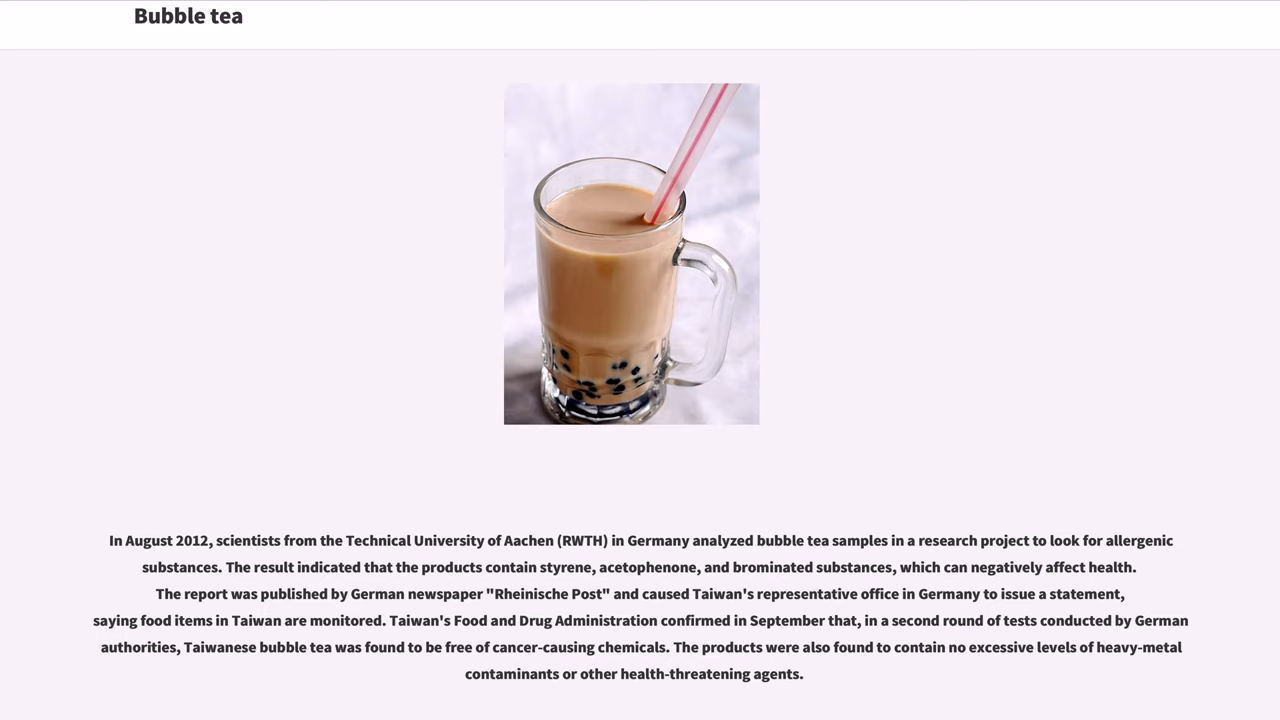 Bubble tea
In August 2012, scientists from the Technical University of Aachen (RWTH) in Germany analyzed bubble tea samples in a research project to look for allergenic
substances. The result indicated that the products contain styrene, acetophenone, and brominated substances, which can negatively affect health.
The report was published by German newspaper "Rheinische Post" and caused Taiwan's representative office in Germany to issue a statement,
saying food items in Taiwan are monitored. Taiwan's Food and Drug Administration confirmed in September that, in a second round of tests conducted by German
authorities, Taiwanese bubble tea was found to be free of cancer-causing chemicals. The products were also found to contain no excessive levels of heavy-metal
contaminants or other health-threatening agents.